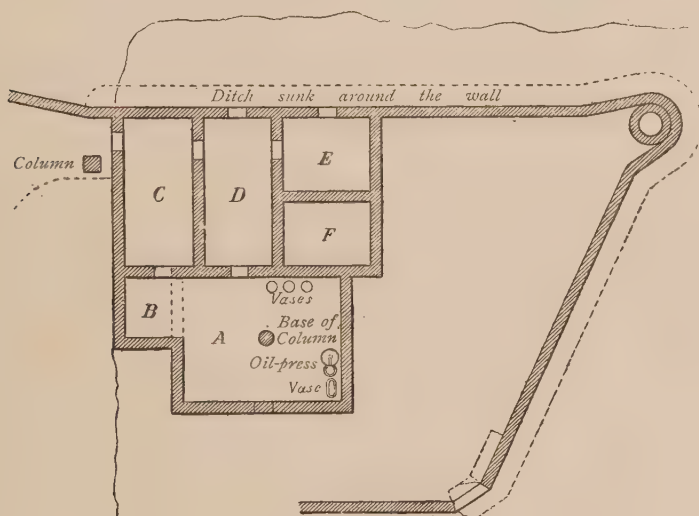 Ditch sunk around the wall
Column
C
D
E
F
B
A
Vases
Base of
Column
Oil-press
Vase